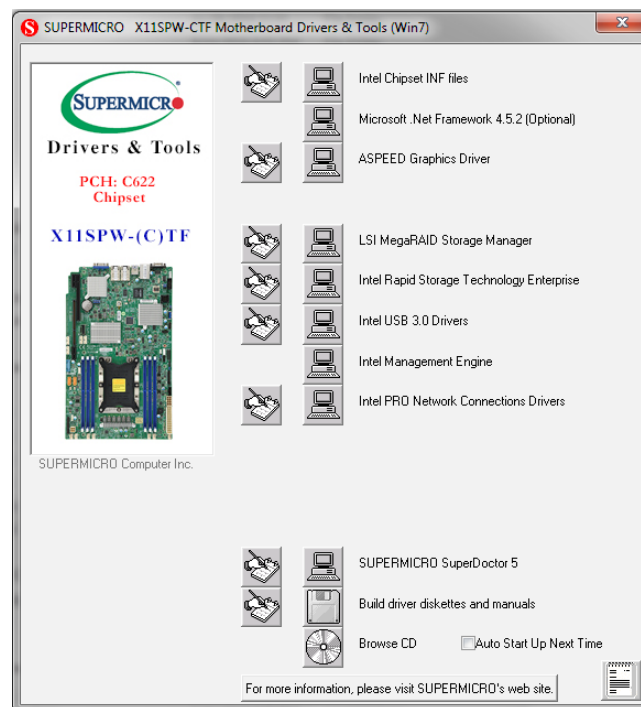 SUPERMICRO X11SPW-CTF Motherboard Drivers & Tools (Win7)
SUPERMICRO
Drivers & Tools
PCH: C622
Chipset
X11SPW-(C)TF
SUPERMICRO Computer Inc.
Intel Chipset INF files
Microsoft .Net Framework 4.5.2 (Optional)
ASPEED Graphics Driver
LSI MegaRAID Storage Manager
Intel Rapid Storage Technology Enterprise
Intel USB 3.0 Drivers
Intel Management Engine
Intel PRO Network Connections Drivers
SUPERMICRO SuperDoctor 5
Build driver diskettes and manuals
Browse CD Auto Start Up Next Time
For more information, please visit SUPERMICRO's web site.